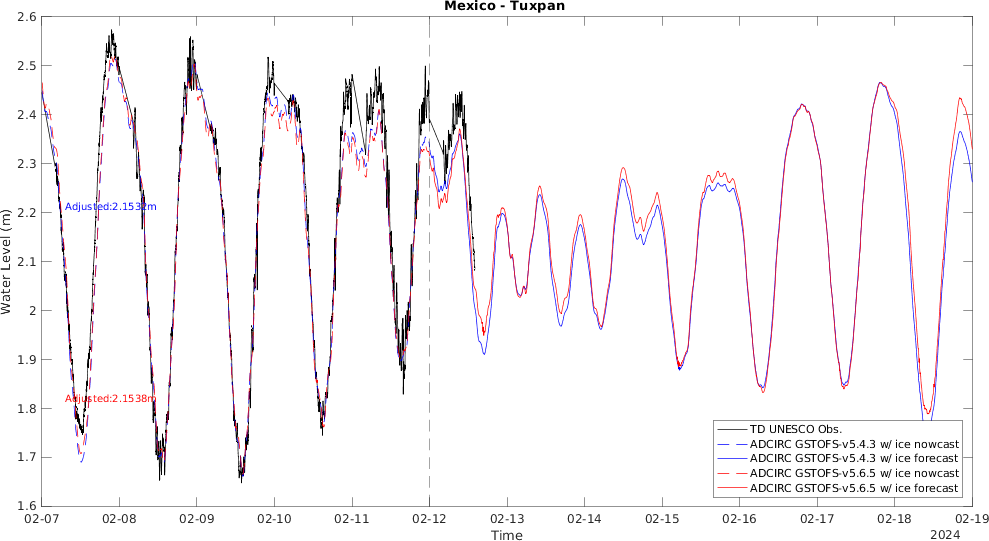 Mexico - Tuxpan
2.6
2.5
2.4
2.3
2.2
2.1
2
1.9
1.8
1.7
1.6
Water Level (m)
Adjusted:2.1532m
Adjusted:2.1538m
TD UNESCO Obs.
ADCIRC GSTOFS-v5.4.3 w/ ice nowcast
ADCIRC GSTOFS-v5.4.3 w/ ice forecast
ADCIRC GSTOFS-v5.6.5 w/ ice nowcast
ADCIRC GSTOFS-v5.6.5 w/ ice forecast
02-07 02-08 02-09 02-10 02-11 02-12 02-13 02-14 02-15 02-16 02-17 02-18 02-19
Time 2024